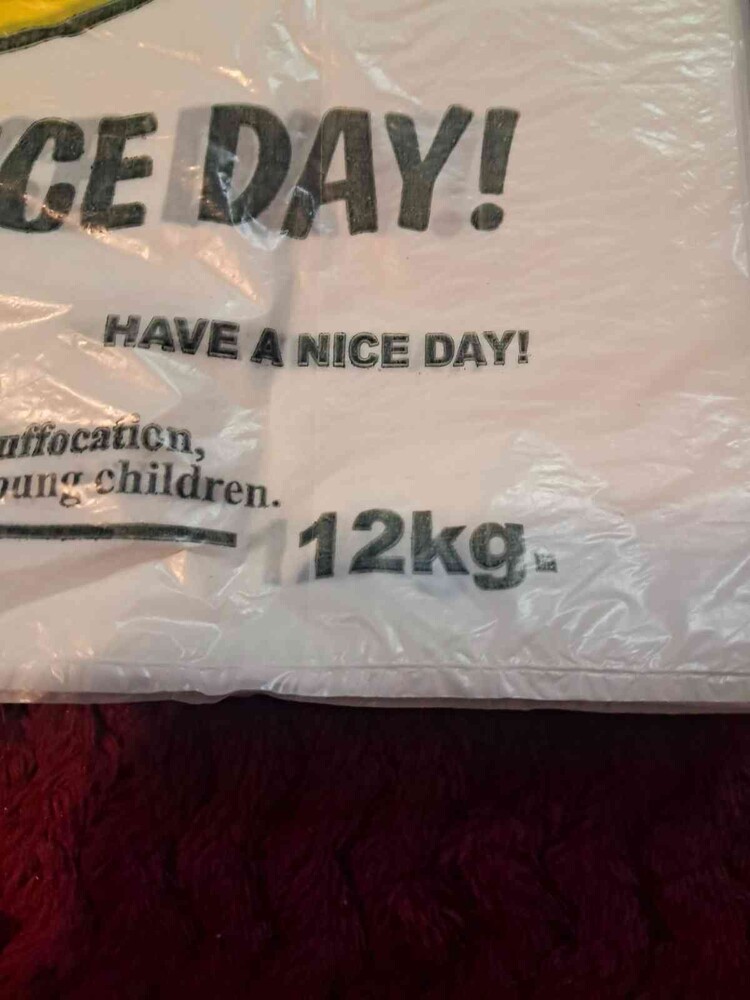 CE DAY!
HAVE A NICE DAY!
uffocation,
oung children.
12kg.